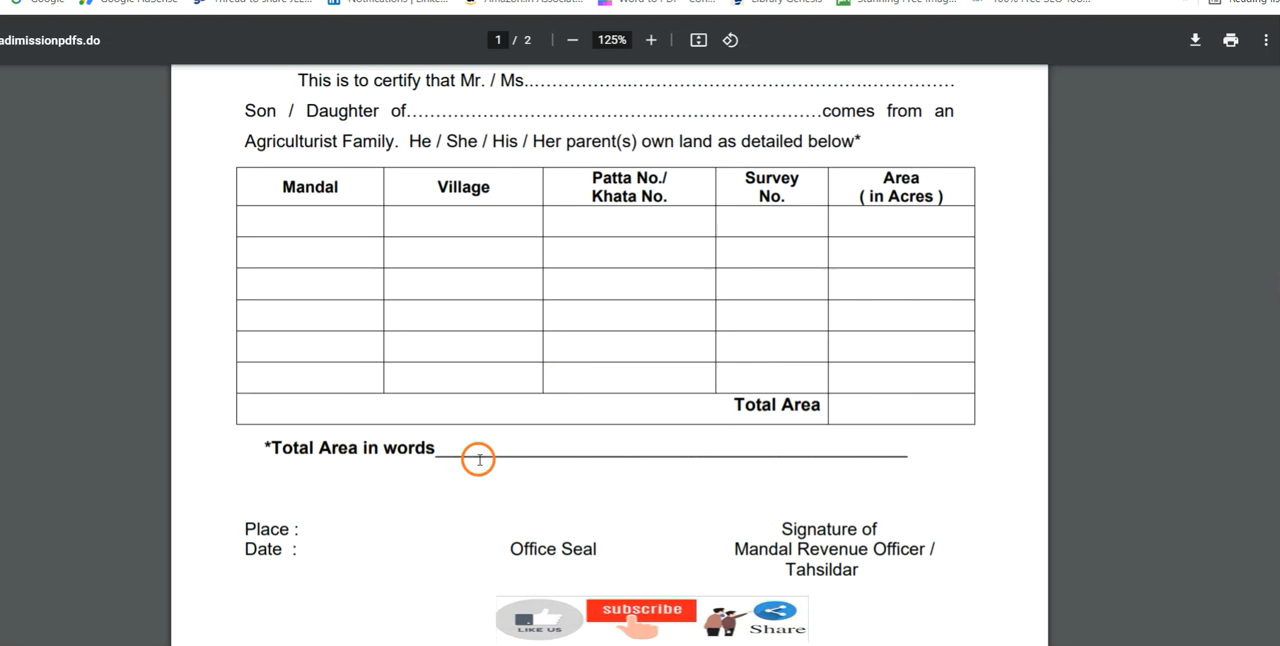 adimissionpdfs.do
1 / 2
125%
This is to certify that Mr. / Ms.……………………………………………………………
Son / Daughter of…………………………………………………………comes from an
Agriculturist Family. He / She / His / Her parent(s) own land as detailed below*
Mandal Village Patta No./ Khata No. Survey No. Area ( in Acres )
Total Area
*Total Area in words
Place :
Signature of
Date :
Office Seal
Mandal Revenue Officer /
Tahsildar
LIKE US
subscribe
Share